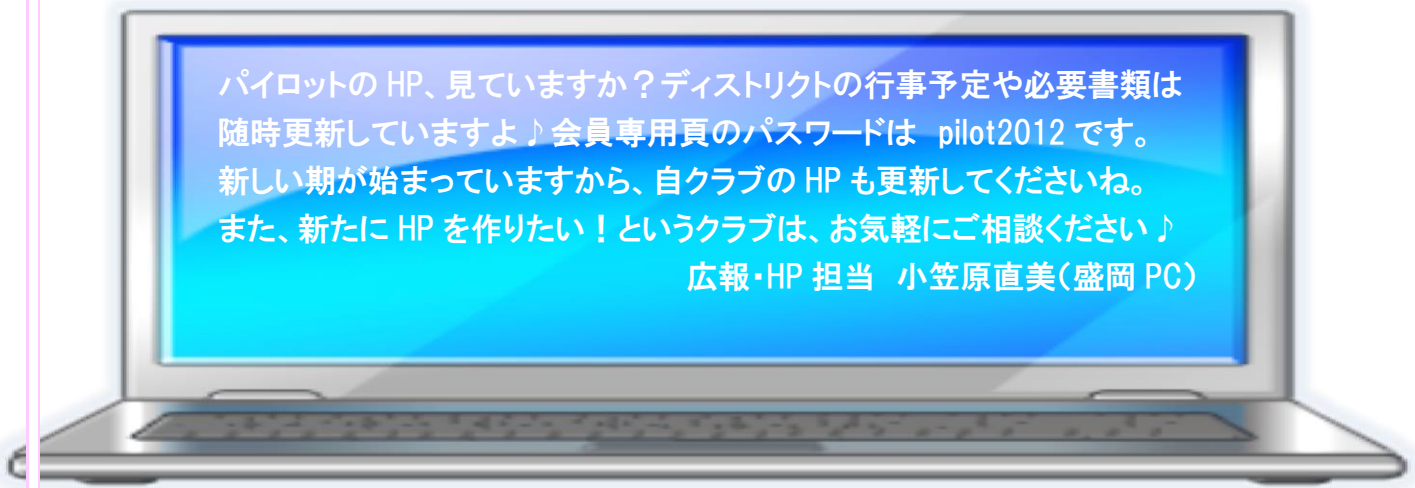 パイロットの HP、見ていますか？ディストリクトの行事予定や必要書類は
随時更新していますよ♪会員専用頁のパスワードは　pilot2012 です。
新しい期が始まっていますから、自クラブの HP も更新してくださいね。
また、新たに HP を作りたい！というクラブは、お気軽にご相談ください♪
広報・HP 担当　小笠原直美（盛岡 PC）